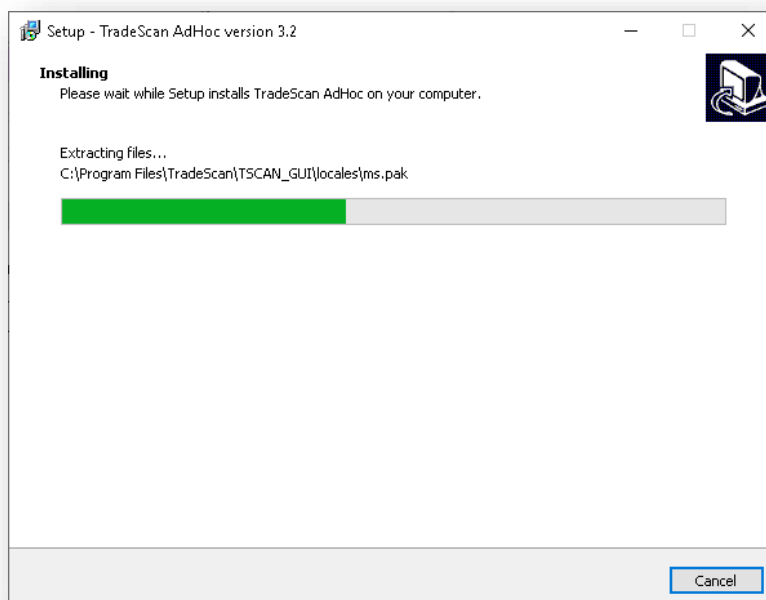 Setup - TradeScan AdHoc version 3.2
Installing
Please wait while Setup installs TradeScan AdHoc on your computer.
Extracting files...
C:\Program Files\TradeScan\TSCAN_GUI\locales\ms.pak
Cancel